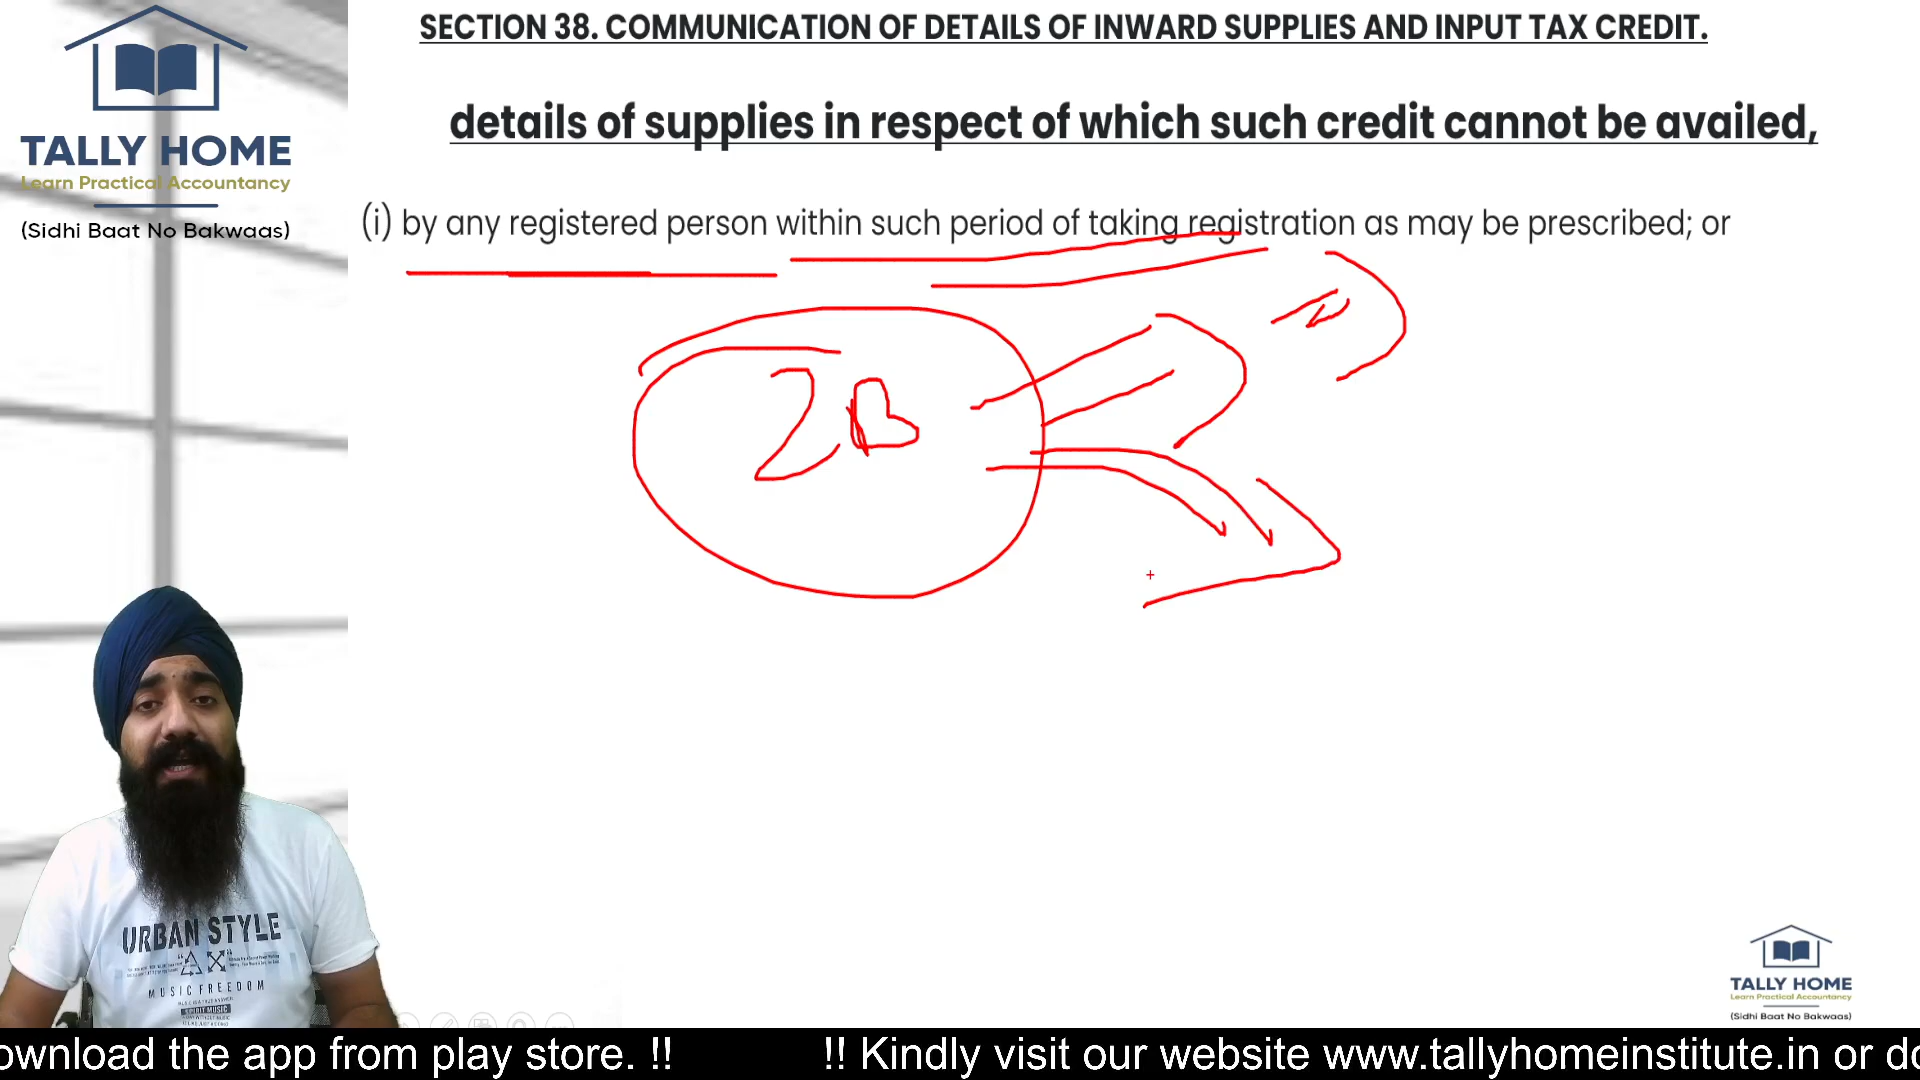 SECTION 38. COMMUNICATION OF DETAILS OF INWARD SUPPLIES AND INPUT TAX CREDIT.
TALLY HOME
Learn Practical Accountancy
(Sidhi Baat No Bakwaas)
details of supplies in respect of which such credit cannot be availed,
(i) by any registered person within such period of taking registration as may be prescribed; or
2B
URBAN STYLE
MUSIC FREEDOM
SPIRIT MUSIC
TALLY HOME
Learn Practical Accountancy
(Sidhi Baat No Bakwaas)
ownload the app from play store. !! !! Kindly visit our website www.tallyhomeinstitute.in or do